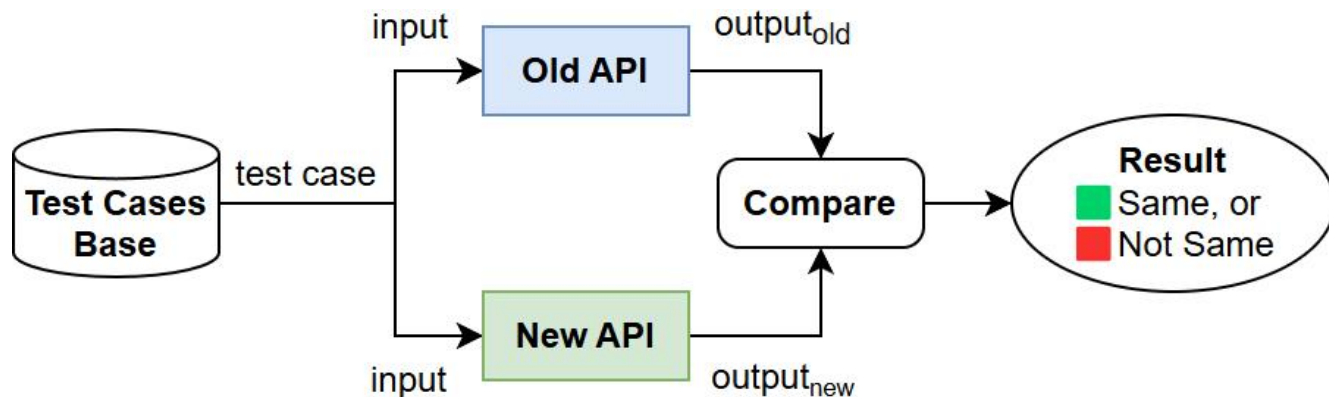 input
output_old
Old API
Test Cases
Base
test case
Compare
Result
Same, or
Not Same
New API
input
output_new